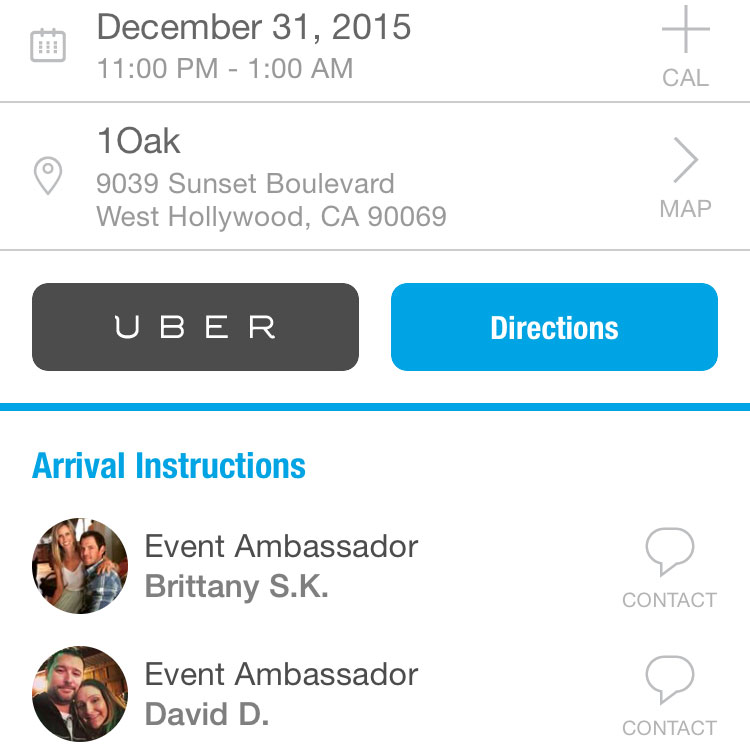 December 31, 2015
11:00 PM - 1:00 AM
CAL
1Oak
9039 Sunset Boulevard
West Hollywood, CA 90069
MAP
UBER
Directions
Arrival Instructions
Event Ambassador
Brittany S.K.
CONTACT
Event Ambassador
David D.
CONTACT